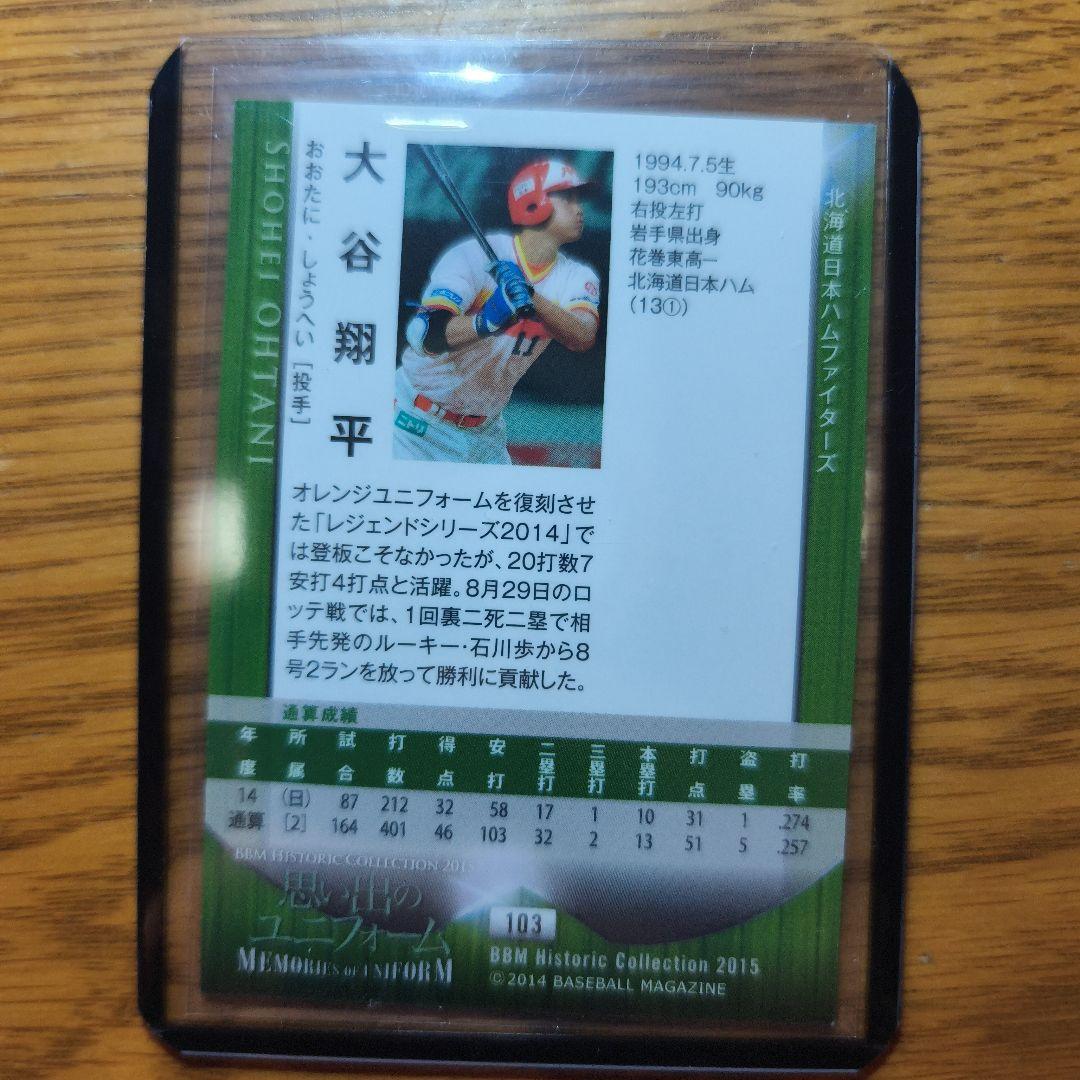 SHOHEI OHTANI
おおたに・しょうへい [投手]
大谷翔平
1994.7.5生
193cm 90kg
右投左打
岩手県出身
花巻東高ー
北海道日本ハム
(13①)
北海道日本ハムファイターズ
11
ニトリ
オレンジユニフォームを復刻させ
た「レジェンドシリーズ2014」で
は登板こそなかったが、20打数7
安打4打点と活躍。8月29日のロ
ッテ戦では、1回裏二死二塁で相
手先発のルーキー・石川歩から8
号2ランを放って勝利に貢献した。
通算成績
年度 所属 試合 打数 得点 安打 二塁打 三塁打 本塁打 打点 盗塁 打率
14 (日) 87 212 32 58 17 1 10 31 1 .274
通算 [2] 164 401 46 103 32 2 13 51 5 .257
BBM HISTORIC COLLECTION 2015
思い出の
ユニフォーム
MEMORIES OF UNIFORM
103
BBM Historic Collection 2015
© 2014 BASEBALL MAGAZINE